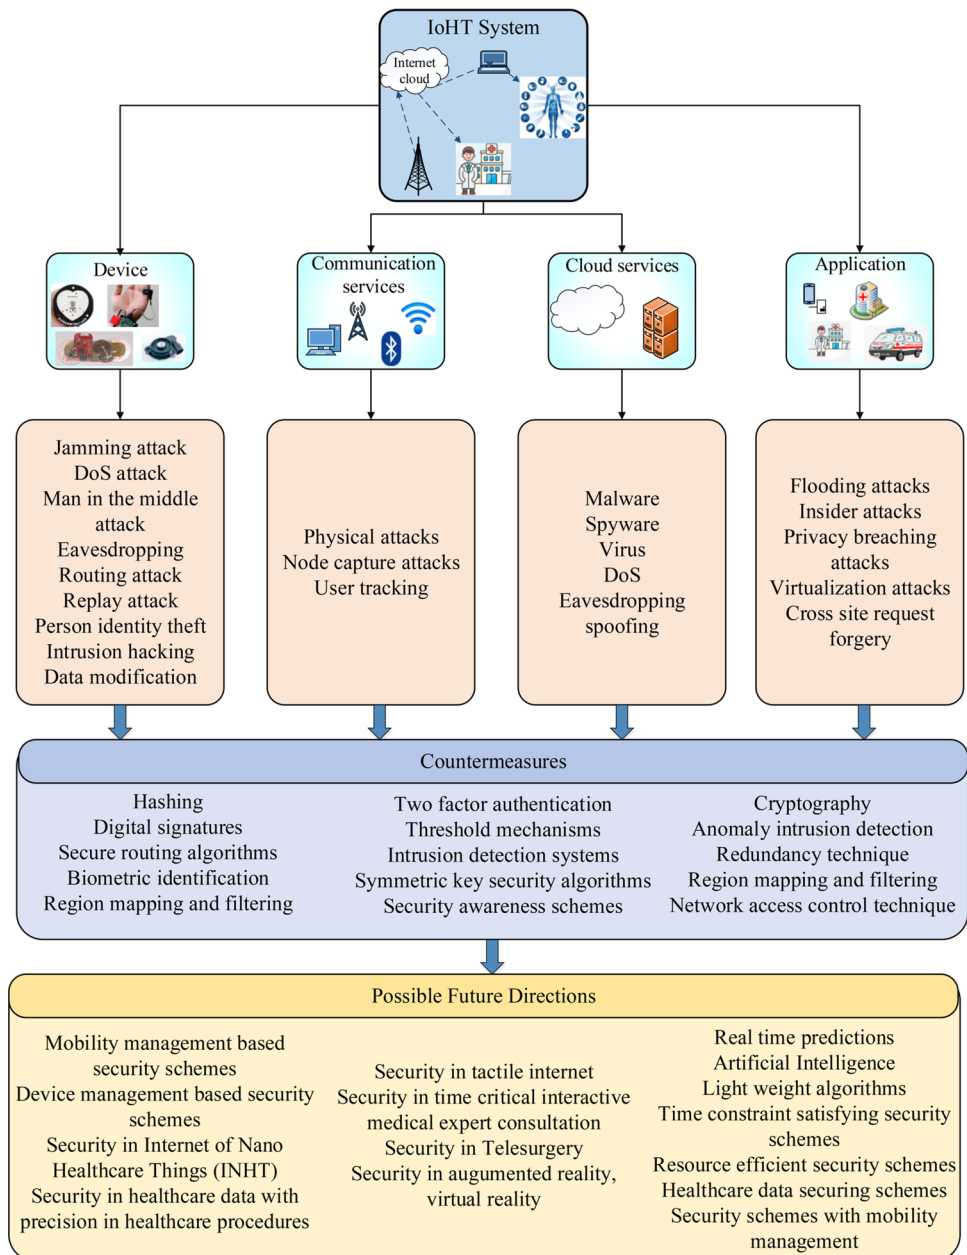 IoHT System
Internet
cloud
Device
Communication
services
Cloud services
Application
Jamming attack
DoS attack
Man in the middle
attack
Eavesdropping
Routing attack
Replay attack
Person identity theft
Intrusion hacking
Data modification
Physical attacks
Node capture attacks
User tracking
Malware
Spyware
Virus
DoS
Eavesdropping
spoofing
Flooding attacks
Insider attacks
Privacy breaching
attacks
Virtualization attacks
Cross site request
forgery
Countermeasures
Hashing
Digital signatures
Secure routing algorithms
Biometric identification
Region mapping and filtering
Two factor authentication
Threshold mechanisms
Intrusion detection systems
Symmetric key security algorithms
Security awareness schemes
Cryptography
Anomaly intrusion detection
Redundancy technique
Region mapping and filtering
Network access control technique
Possible Future Directions
Mobility management based
security schemes
Device management based security
schemes
Security in Internet of Nano
Healthcare Things (INHT)
Security in healthcare data with
precision in healthcare procedures
Security in tactile internet
Security in time critical interactive
medical expert consultation
Security in Telesurgery
Security in augumented reality,
virtual reality
Real time predictions
Artificial Intelligence
Light weight algorithms
Time constraint satisfying security
schemes
Resource efficient security schemes
Healthcare data securing schemes
Security schemes with mobility
management